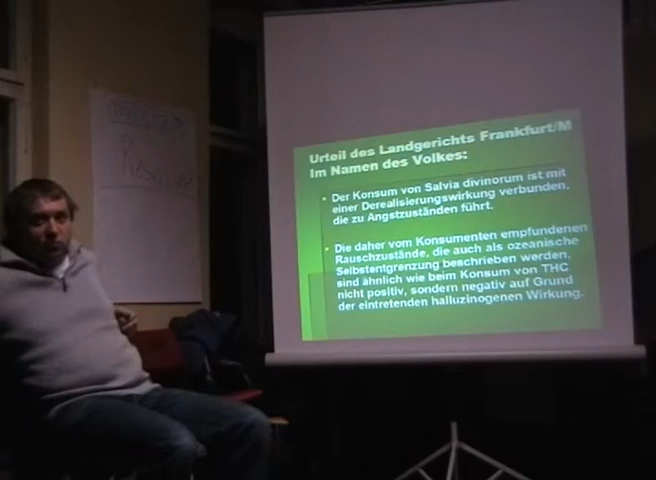 Urteil des Landgerichts Frankfurt/M
Im Namen des Volkes:
• Der Konsum von Salvia divinorum ist mit
einer Derealisierungswirkung verbunden,
die zu Angstzuständen führt.
• Die daher vom Konsumenten empfundenen
Rauschzustände, die auch als ozeanische
Selbstentgrenzung beschrieben werden,
sind ähnlich wie beim Konsum von THC
nicht positiv, sondern negativ auf Grund
der eintretenden halluzinogenen Wirkung.